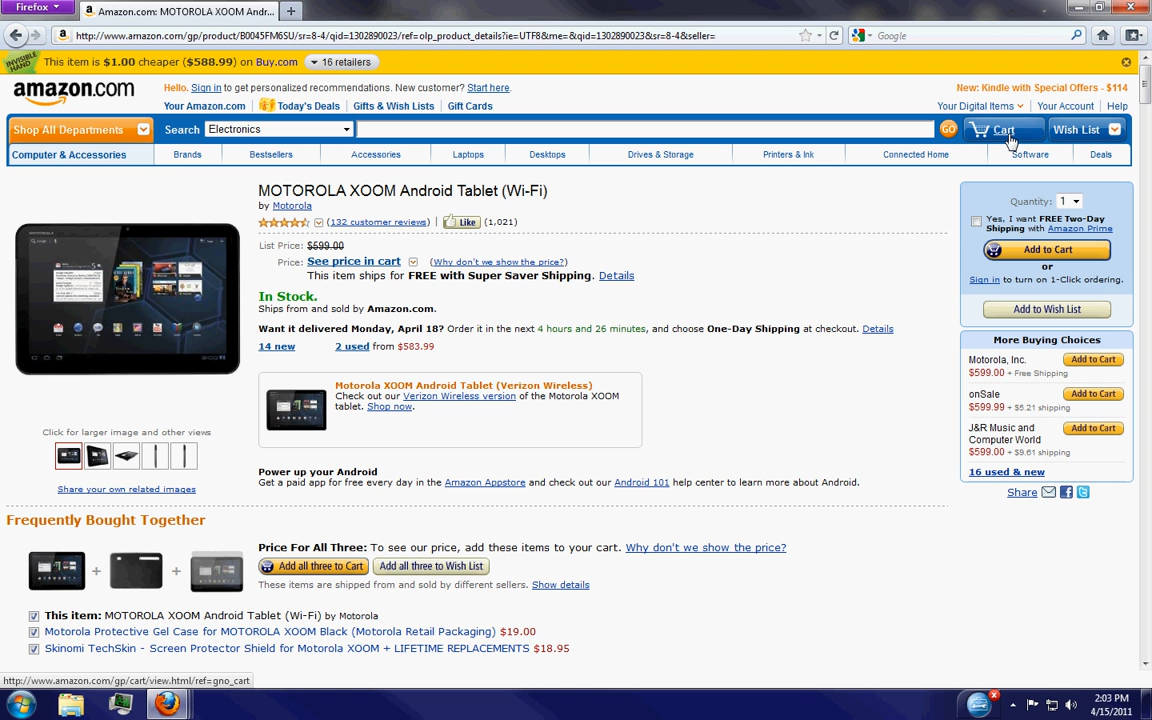 Firefox
Amazon.com: MOTOROLA XOOM Andr...
http://www.amazon.com/gp/product/B0045FM6SU/sr=8-4/qid=1302890023/ref=olp_product_details?ie=UTF8&me=&qid=1302890023&sr=8-4&seller=
Google
INVISIBLE HAND
This item is $1.00 cheaper ($588.99) on Buy.com
16 retailers
amazon.com
Hello. Sign in to get personalized recommendations. New customer? Start here.
New: Kindle with Special Offers - $114
Your Amazon.com
Today's Deals
Gifts & Wish Lists
Gift Cards
Your Digital Items
Your Account
Help
Shop All Departments
Search
Electronics
GO
Cart
Wish List
Computer & Accessories
Brands
Bestsellers
Accessories
Laptops
Desktops
Drives & Storage
Printers & Ink
Connected Home
Software
Deals
MOTOROLA XOOM Android Tablet (Wi-Fi)
by Motorola
(132 customer reviews)
Like
(1,021)
List Price: $599.00
Price: See price in cart (Why don't we show the price?)
This item ships for FREE with Super Saver Shipping. Details
In Stock.
Ships from and sold by Amazon.com.
Want it delivered Monday, April 18? Order it in the next 4 hours and 26 minutes, and choose One-Day Shipping at checkout. Details
14 new 2 used from $583.99
Motorola XOOM Android Tablet (Verizon Wireless)
Check out our Verizon Wireless version of the Motorola XOOM
tablet. Shop now.
Click for larger image and other views
Share your own related images
Power up your Android
Get a paid app for free every day in the Amazon Appstore and check out our Android 101 help center to learn more about Android.
Quantity: 1
Yes, I want FREE Two-Day
Shipping with Amazon Prime
Add to Cart
or
Sign in to turn on 1-Click ordering.
Add to Wish List
More Buying Choices
Motorola, Inc.
$599.00 + Free Shipping
Add to Cart
onSale
$599.99 + $5.21 shipping
Add to Cart
J&R Music and
Computer World
$599.00 + $9.61 shipping
Add to Cart
16 used & new
Share
Frequently Bought Together
+
+
Price For All Three: To see our price, add these items to your cart. Why don't we show the price?
Add all three to Cart
Add all three to Wish List
These items are shipped from and sold by different sellers. Show details
This item: MOTOROLA XOOM Android Tablet (Wi-Fi) by Motorola
Motorola Protective Gel Case for MOTOROLA XOOM Black (Motorola Retail Packaging) $19.00
Skinomi TechSkin - Screen Protector Shield for Motorola XOOM + LIFETIME REPLACEMENTS $18.95
http://www.amazon.com/gp/cart/view.html/ref=gno_cart
2:03 PM
4/15/2011